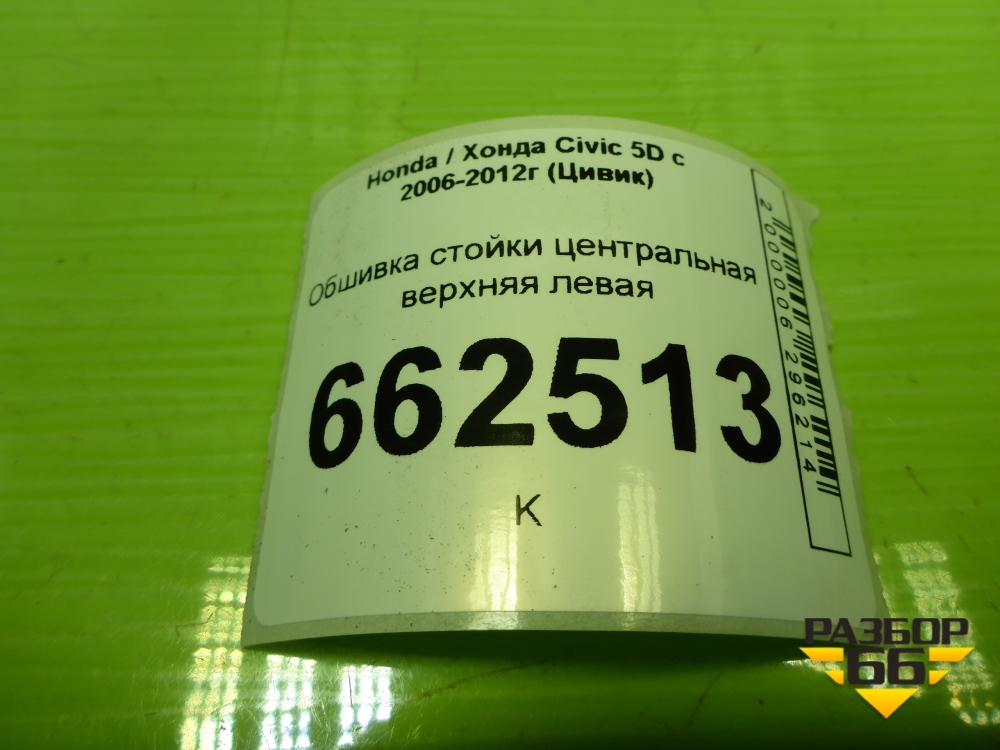 Honda / Хонда Civic 5D с
2006-2012г (Цивик)
Обшивка стойки центральная
верхняя левая
662513
К
2000006296214
РАЗБОР
66